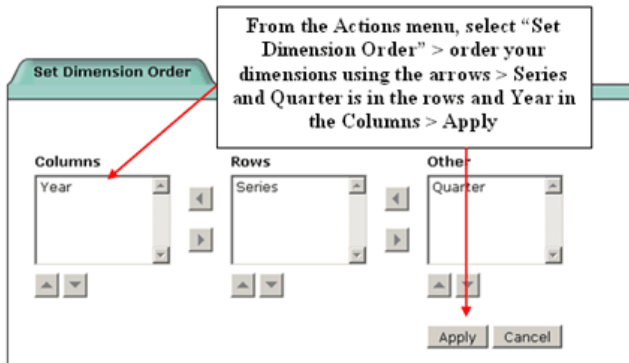 From the Actions menu, select “Set
Dimension Order” > order your
dimensions using the arrows > Series
and Quarter is in the rows and Year in
the Columns > Apply
Set Dimension Order
Columns
Rows
Other
Year
Series
Quarter
Apply
Cancel